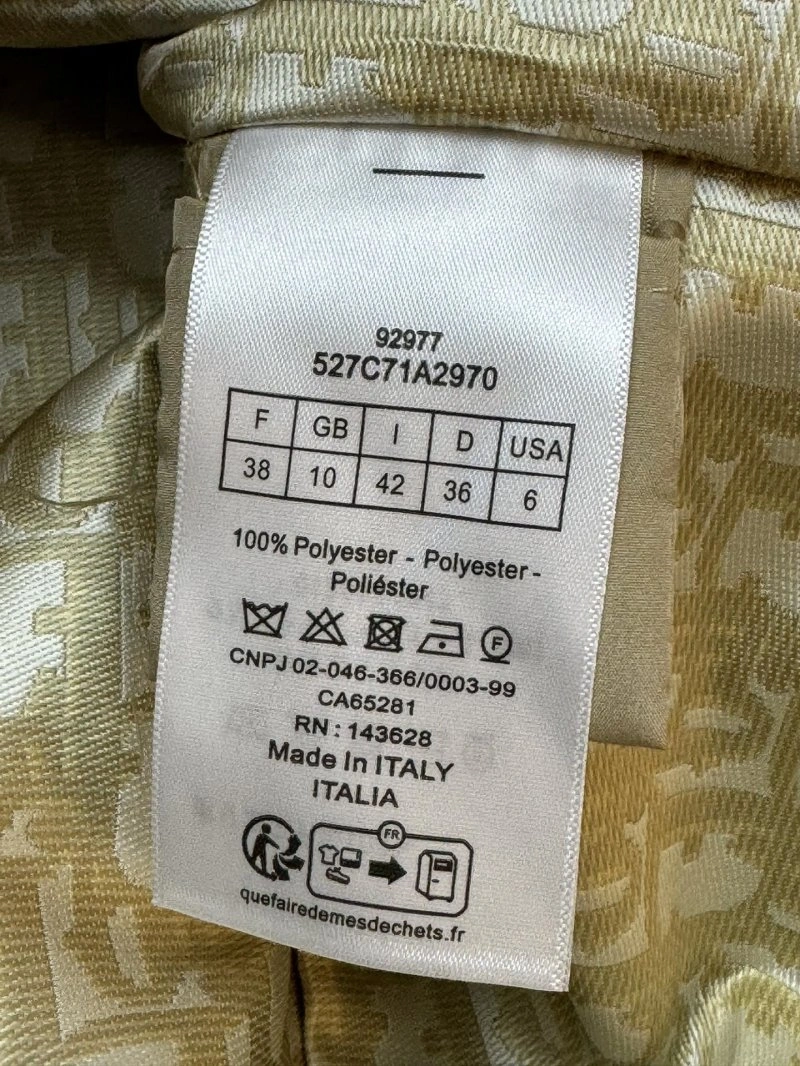 92977
527C71A2970
F GB I D USA
38 10 42 36 6
100% Polyester - Polyester -
Poliéster
F
CNPJ 02-046-366/0003-99
CA65281
RN : 143628
Made In ITALY
ITALIA
FR
quefairedemesdechets.fr